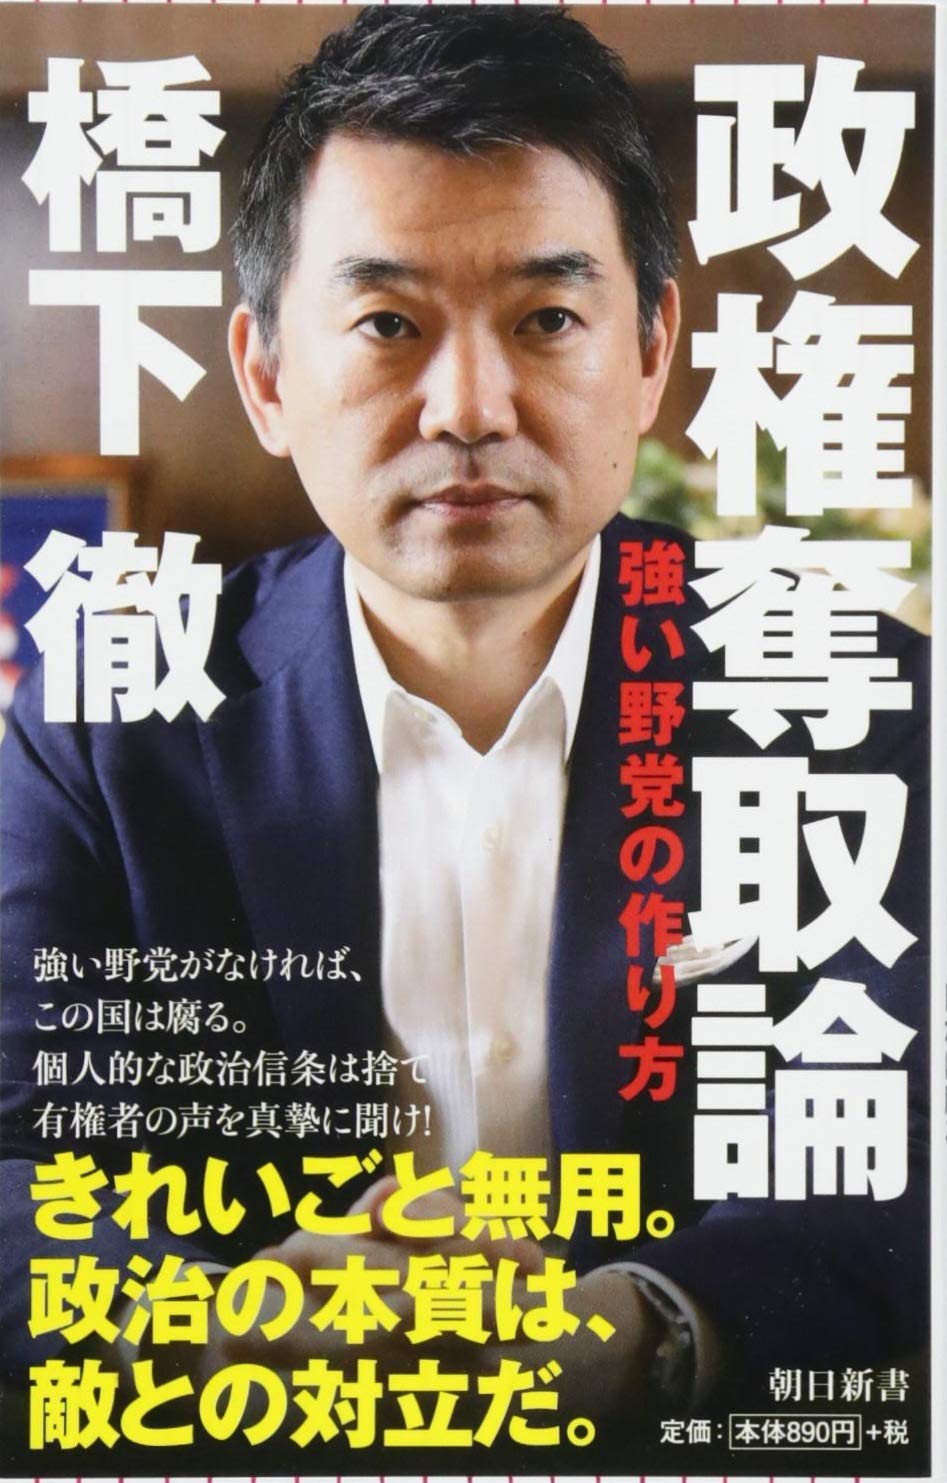 政権奪取論
強い野党の作り方
橋下 徹
強い野党がなければ、
この国は腐る。
個人的な政治信条は捨て
有権者の声を真摯に聞け!
きれいごと無用。
政治の本質は、
敵との対立だ。
朝日新書
定価: 本体890円 +税